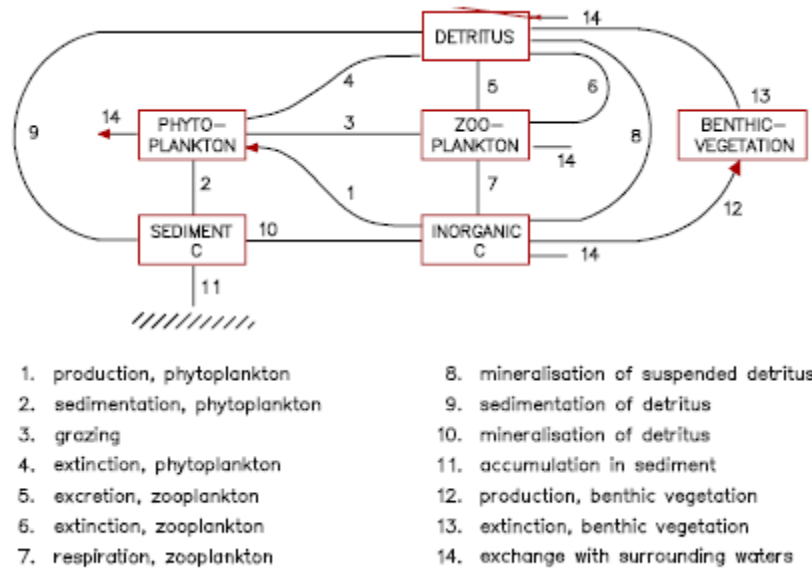 14
DETRITUS
4
5
6
13
9
14
PHYTO-
PLANKTON
3
ZOO-
PLANKTON
14
8
BENTHIC-
VEGETATION
2
1
7
12
SEDIMENT
C
10
INORGANIC
C
14
11
1. production, phytoplankton
2. sedimentation, phytoplankton
3. grazing
4. extinction, phytoplankton
5. excretion, zooplankton
6. extinction, zooplankton
7. respiration, zooplankton
8. mineralisation of suspended detritus
9. sedimentation of detritus
10. mineralisation of detritus
11. accumulation in sediment
12. production, benthic vegetation
13. extinction, benthic vegetation
14. exchange with surrounding waters